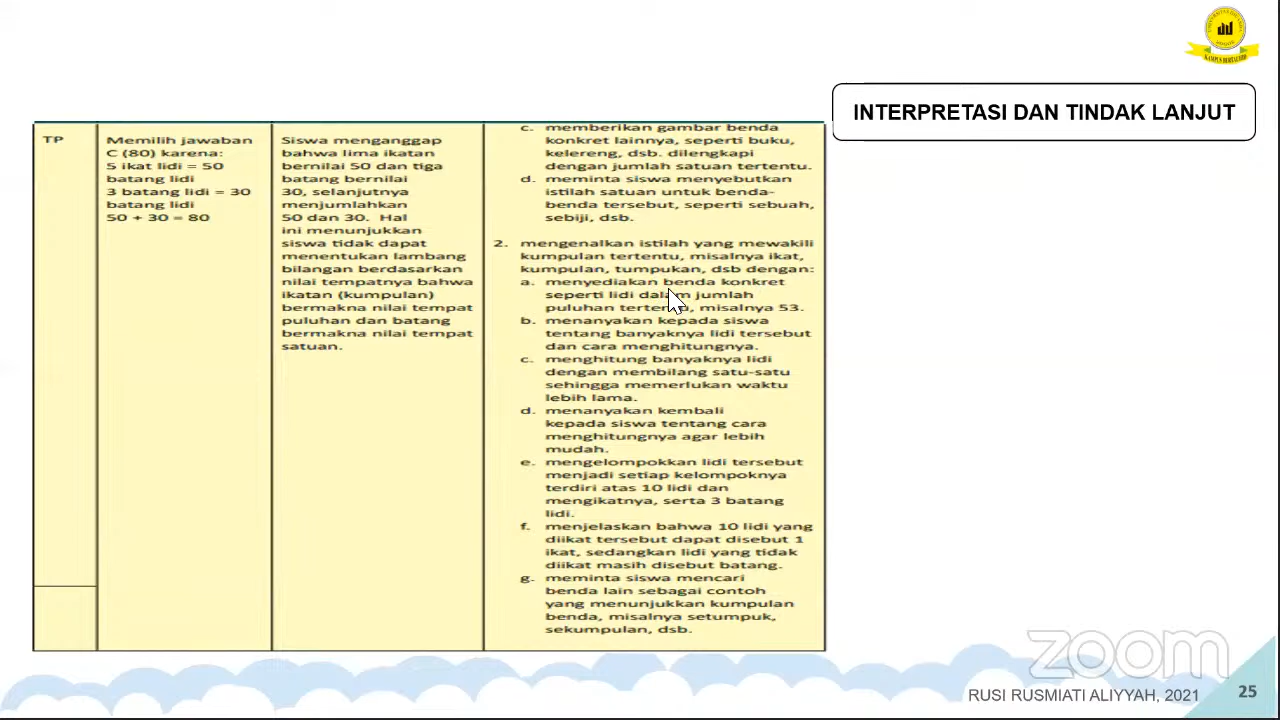 INTERPRETASI DAN TINDAK LANJUT
TP
Memilih jawaban
C (80) karena:
5 ikat lidi = 50
batang lidi
3 batang lidi = 30
batang lidi
50 + 30 = 80
Siswa menganggap
bahwa lima ikatan
bernilai 50 dan tiga
batang bernilai
30, selanjutnya
menjumlahkan
50 dan 30. Hal
ini menunjukkan
siswa tidak dapat
menentukan lambang
bilangan berdasarkan
nilai tempatnya bahwa
ikatan (kumpulan)
bermakna nilai tempat
puluhan dan batang
bermakna nilai tempat
satuan.
c. memberikan gambar benda
konkret lainnya, seperti buku,
kelereng, dsb. dilengkapi
dengan jumlah satuan tertentu.
d. meminta siswa menyebutkan
istilah satuan untuk benda-
benda tersebut, seperti sebuah,
sebiji, dsb.
2. mengenalkan istilah yang mewakili
kumpulan tertentu, misalnya ikat,
kumpulan, tumpukan, dsb dengan:
a. menyediakan benda konkret
seperti lidi dalam jumlah
puluhan tertentu, misalnya 53.
b. menanyakan kepada siswa
tentang banyaknya lidi tersebut
dan cara menghitungnya.
c. menghitung banyaknya lidi
dengan membilang satu-satu
sehingga memerlukan waktu
lebih lama.
d. menanyakan kembali
kepada siswa tentang cara
menghitungnya agar lebih
mudah.
e. mengelompokkan lidi tersebut
menjadi setiap kelompoknya
terdiri atas 10 lidi dan
mengikatnya, serta 3 batang
lidi.
f. menjelaskan bahwa 10 lidi yang
diikat tersebut dapat disebut 1
ikat, sedangkan lidi yang tidak
diikat masih disebut batang.
g. meminta siswa mencari
benda lain sebagai contoh
yang menunjukkan kumpulan
benda, misalnya setumpuk,
sekumpulan, dsb.
zoom
RUSI RUSMIATI ALIYYAH, 2021
25